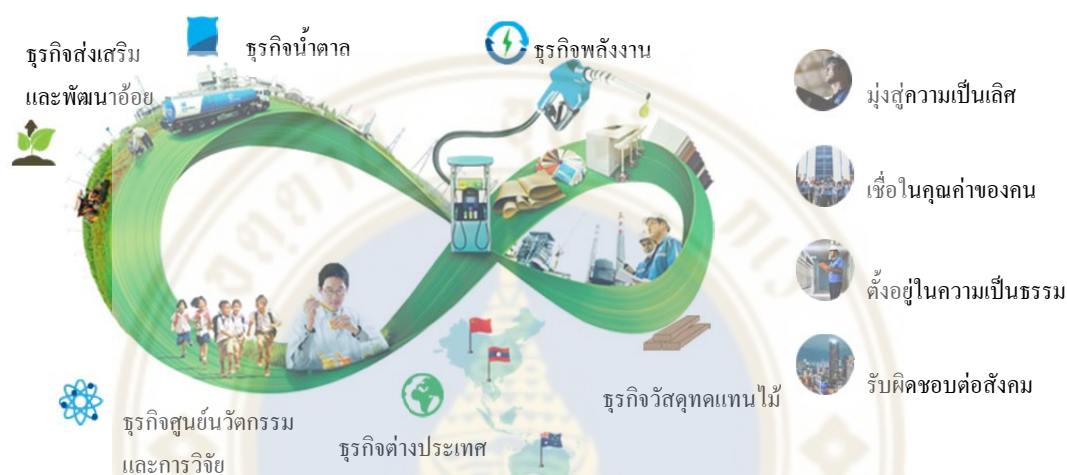 ธุรกิจส่งเสริม
และพัฒนาอ้อย
ธุรกิจน้ำตาล
ธุรกิจพลังงาน
มุ่งสู่ความเป็นเลิศ
เชื่อในคุณค่าของคน
ตั้งอยู่ในความเป็นธรรม
รับผิดชอบต่อสังคม
ธุรกิจวัสดุทดแทนไม้
ธุรกิจต่างประเทศ
ธุรกิจศูนย์นวัตกรรม
และการวิจัย